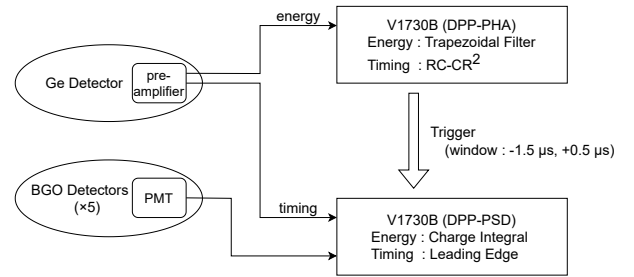 energy
V1730B (DPP-PHA)
Energy : Trapezoidal Filter
Timing : RC-CR2
Ge Detector
pre-
amplifier
Trigger
(window : -1.5 μs, +0.5 μs)
BGO Detectors
(×5)
PMT
timing
V1730B (DPP-PSD)
Energy : Charge Integral
Timing : Leading Edge